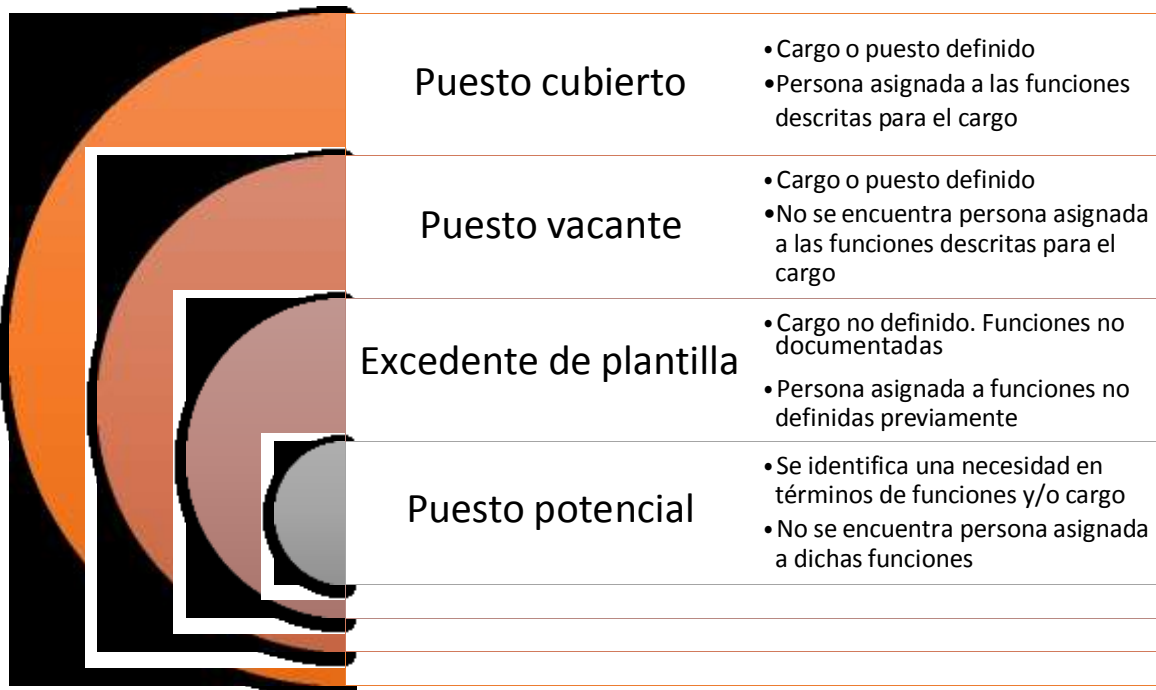 Puesto cubierto
•Cargo o puesto definido
•Persona asignada a las funciones
descritas para el cargo
Puesto vacante
•Cargo o puesto definido
•No se encuentra persona asignada
a las funciones descritas para el
cargo
Excedente de plantilla
•Cargo no definido. Funciones no
documentadas
•Persona asignada a funciones no
definidas previamente
Puesto potencial
•Se identifica una necesidad en
términos de funciones y/o cargo
•No se encuentra persona asignada
a dichas funciones